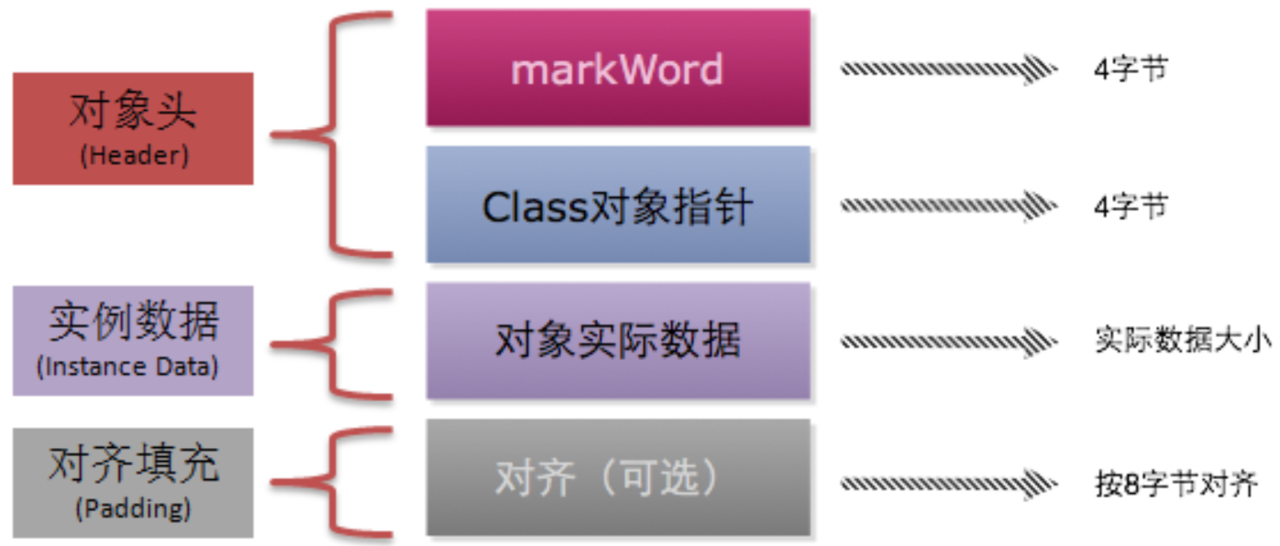 对象头
(Header)
markWord
4字节
Class对象指针
4字节
实例数据
(Instance Data)
对象实际数据
实际数据大小
对齐填充
(Padding)
对齐（可选）
按8字节对齐